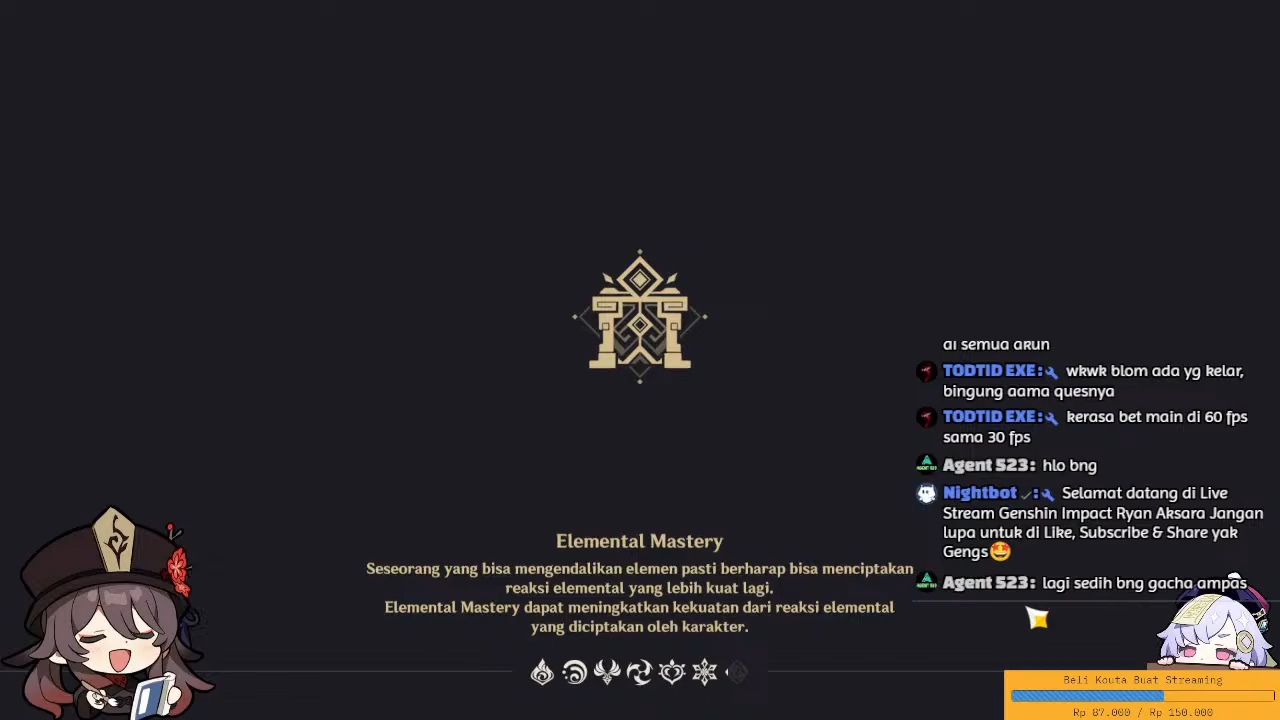 ai semua akun
TODTID EXE: wkwk blom ada yg kelar,
bingung aama quesnya
TODTID EXE: kerasa bet main di 60 fps
sama 30 fps
Agent 523: hlo bng
Nightbot : Selamat datang di Live
Stream Genshin Impact Ryan Aksara Jangan
lupa untuk di Like, Subscribe & Share yak
Gengs🤩
Agent 523: lagi sedih bng gacha ampas
Elemental Mastery
Seseorang yang bisa mengendalikan elemen pasti berharap bisa menciptakan
reaksi elemental yang lebih kuat lagi.
Elemental Mastery dapat meningkatkan kekuatan dari reaksi elemental
yang diciptakan oleh karakter.
Beli Kouta Buat Streaming
Rp 87.000 / Rp 150.000